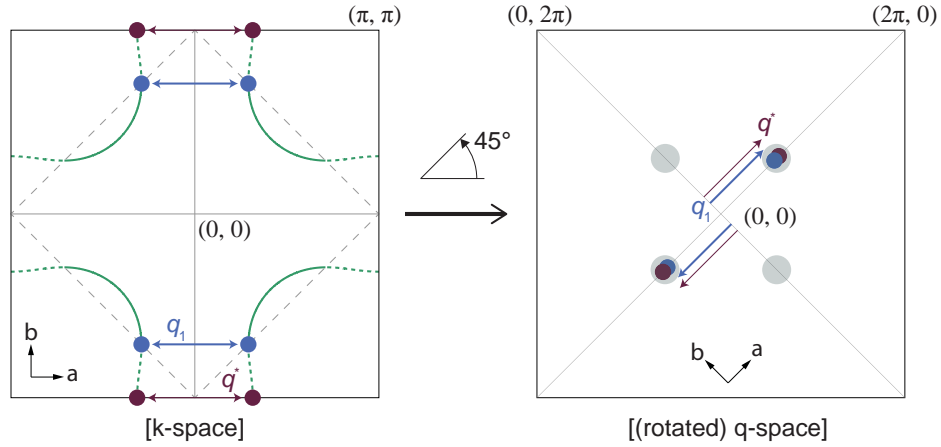 (π, π)
(0, 2π)
(2π, 0)
q*
45°
q₁
(0, 0)
(0, 0)
q₁
b
a
q*
b
a
[k-space]
[(rotated) q-space]